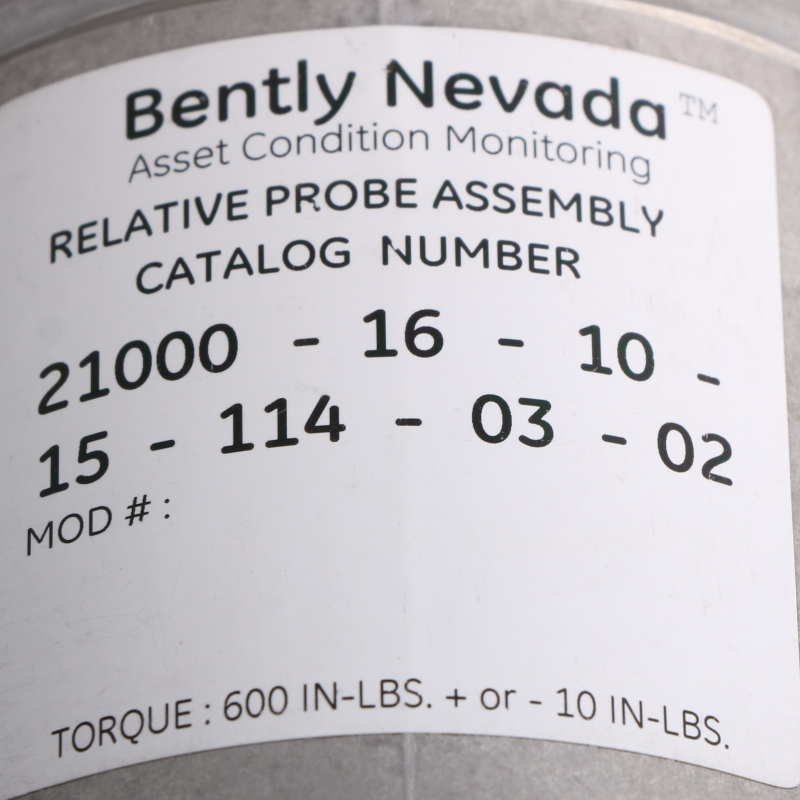 Bently Nevada™
Asset Condition Monitoring
RELATIVE PROBE ASSEMBLY
CATALOG NUMBER
21000 - 16 - 10 -
15 - 114 - 03 - 02
MOD # :
TORQUE : 600 IN-LBS. + or - 10 IN-LBS.